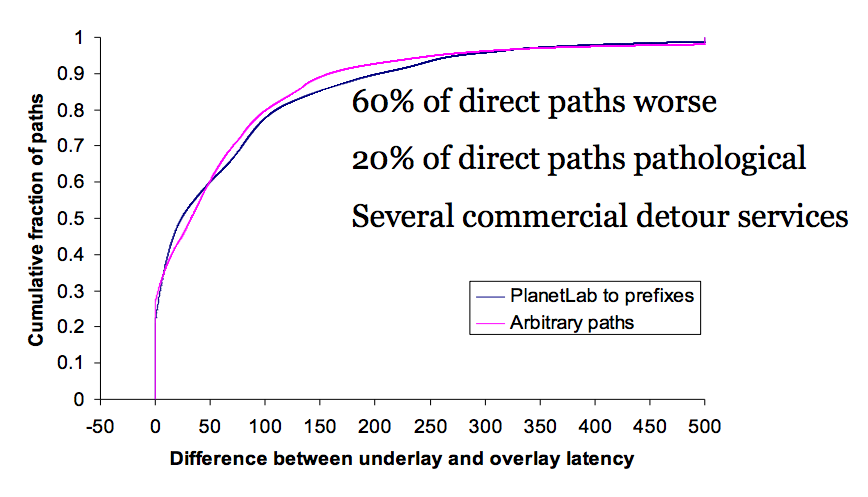 1
0.9
60% of direct paths worse
0.8
0.7
20% of direct paths pathological
0.6
Several commercial detour services
0.5
0.4
0.3
PlanetLab to prefixes
Arbitrary paths
0.2
0.1
0
Cumulative fraction of paths
-50 0 50 100 150 200 250 300 350 400 450 500
Difference between underlay and overlay latency